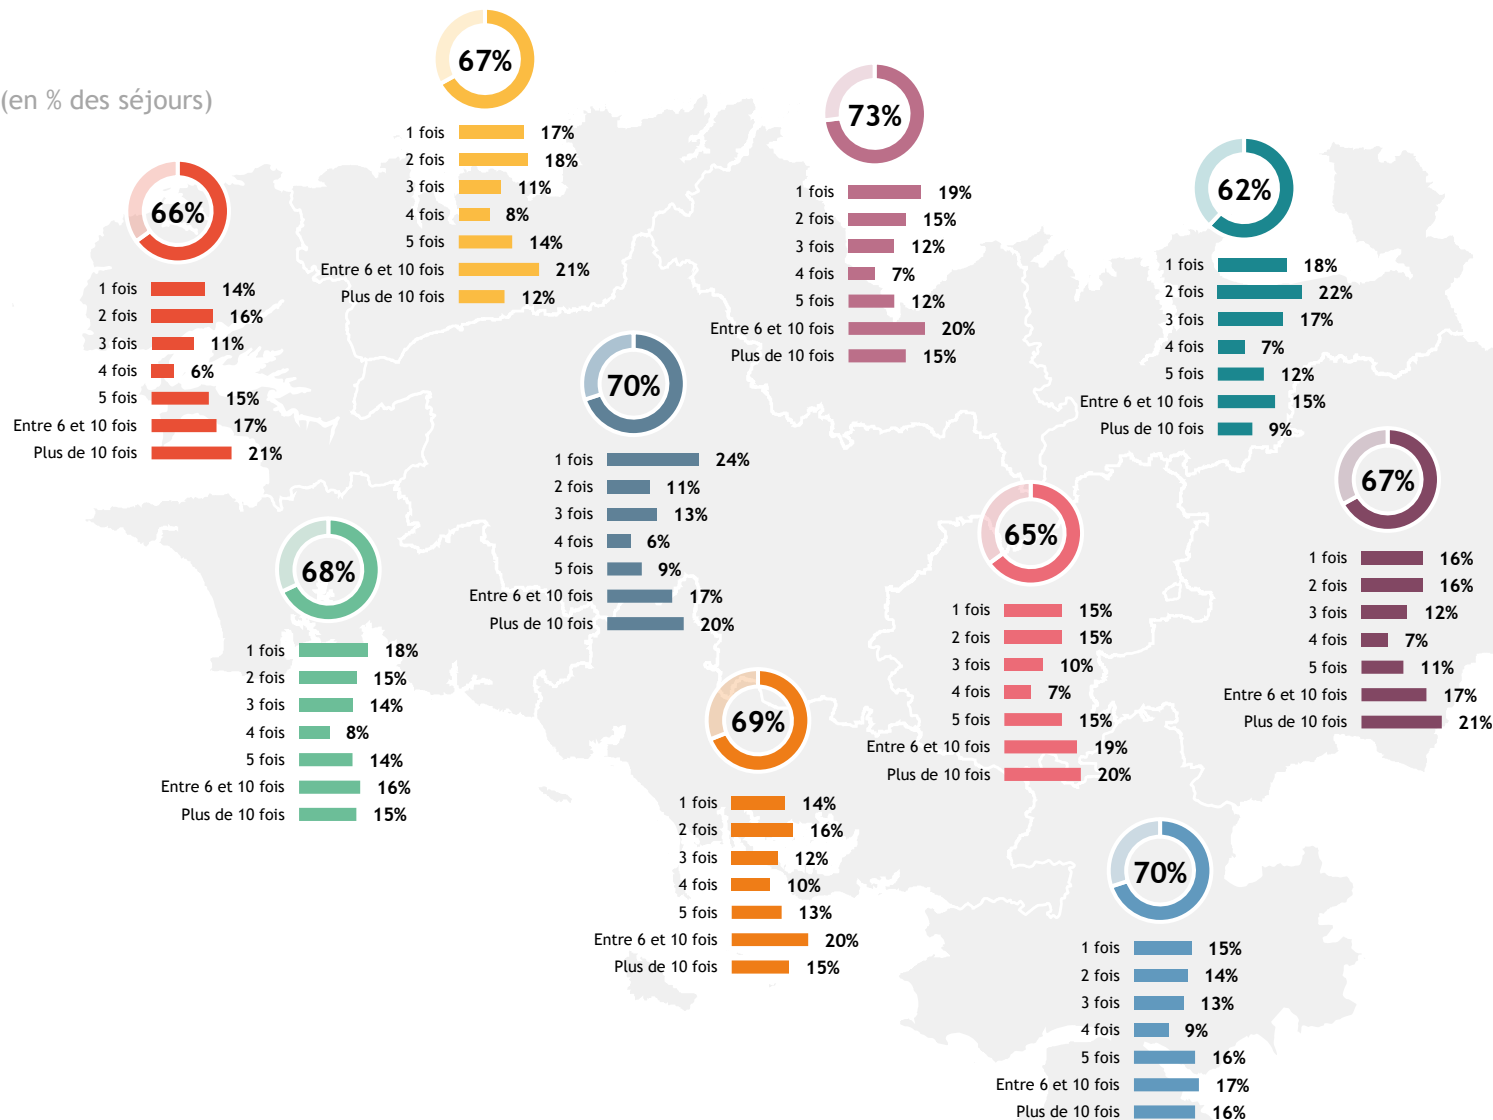 (en % des séjours)
67%
1 fois 17%
2 fois 18%
3 fois 11%
4 fois 8%
5 fois 14%
Entre 6 et 10 fois 21%
Plus de 10 fois 12%
73%
1 fois 19%
2 fois 15%
3 fois 12%
4 fois 7%
5 fois 12%
Entre 6 et 10 fois 20%
Plus de 10 fois 15%
62%
1 fois 18%
2 fois 22%
3 fois 17%
4 fois 7%
5 fois 12%
Entre 6 et 10 fois 15%
Plus de 10 fois 9%
66%
1 fois 14%
2 fois 16%
3 fois 11%
4 fois 6%
5 fois 15%
Entre 6 et 10 fois 17%
Plus de 10 fois 21%
70%
1 fois 24%
2 fois 11%
3 fois 13%
4 fois 6%
5 fois 9%
Entre 6 et 10 fois 17%
Plus de 10 fois 20%
67%
1 fois 16%
2 fois 16%
3 fois 12%
4 fois 7%
5 fois 11%
Entre 6 et 10 fois 17%
Plus de 10 fois 21%
65%
1 fois 15%
2 fois 15%
3 fois 10%
4 fois 7%
5 fois 15%
Entre 6 et 10 fois 19%
Plus de 10 fois 20%
68%
1 fois 18%
2 fois 15%
3 fois 14%
4 fois 8%
5 fois 14%
Entre 6 et 10 fois 16%
Plus de 10 fois 15%
69%
1 fois 14%
2 fois 16%
3 fois 12%
4 fois 10%
5 fois 13%
Entre 6 et 10 fois 20%
Plus de 10 fois 15%
70%
1 fois 15%
2 fois 14%
3 fois 13%
4 fois 9%
5 fois 16%
Entre 6 et 10 fois 17%
Plus de 10 fois 16%